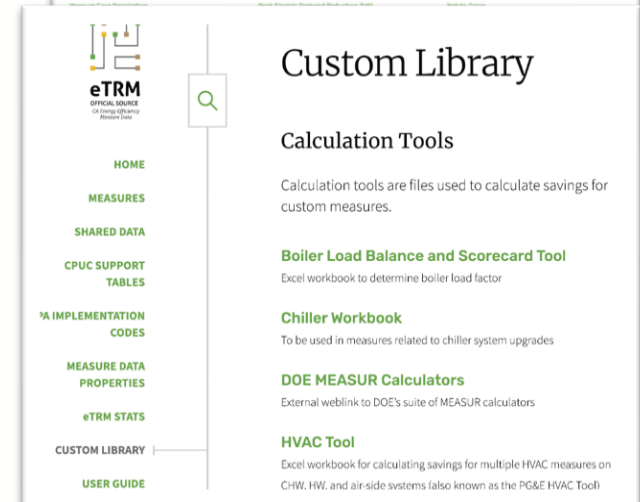 eTRM
OFFICIAL SOURCE
CA Energy Efficiency
Measure Data
HOME
MEASURES
SHARED DATA
CPUC SUPPORT
TABLES
PA IMPLEMENTATION
CODES
MEASURE DATA
PROPERTIES
eTRM STATS
CUSTOM LIBRARY
USER GUIDE
Custom Library
Calculation Tools
Calculation tools are files used to calculate savings for
custom measures.
Boiler Load Balance and Scorecard Tool
Excel workbook to determine boiler load factor
Chiller Workbook
To be used in measures related to chiller system upgrades
DOE MEASUR Calculators
External weblink to DOE's suite of MEASUR calculators
HVAC Tool
Excel workbook for calculating savings for multiple HVAC measures on
CHW, HW, and air-side systems (also known as the PG&E HVAC Tool)